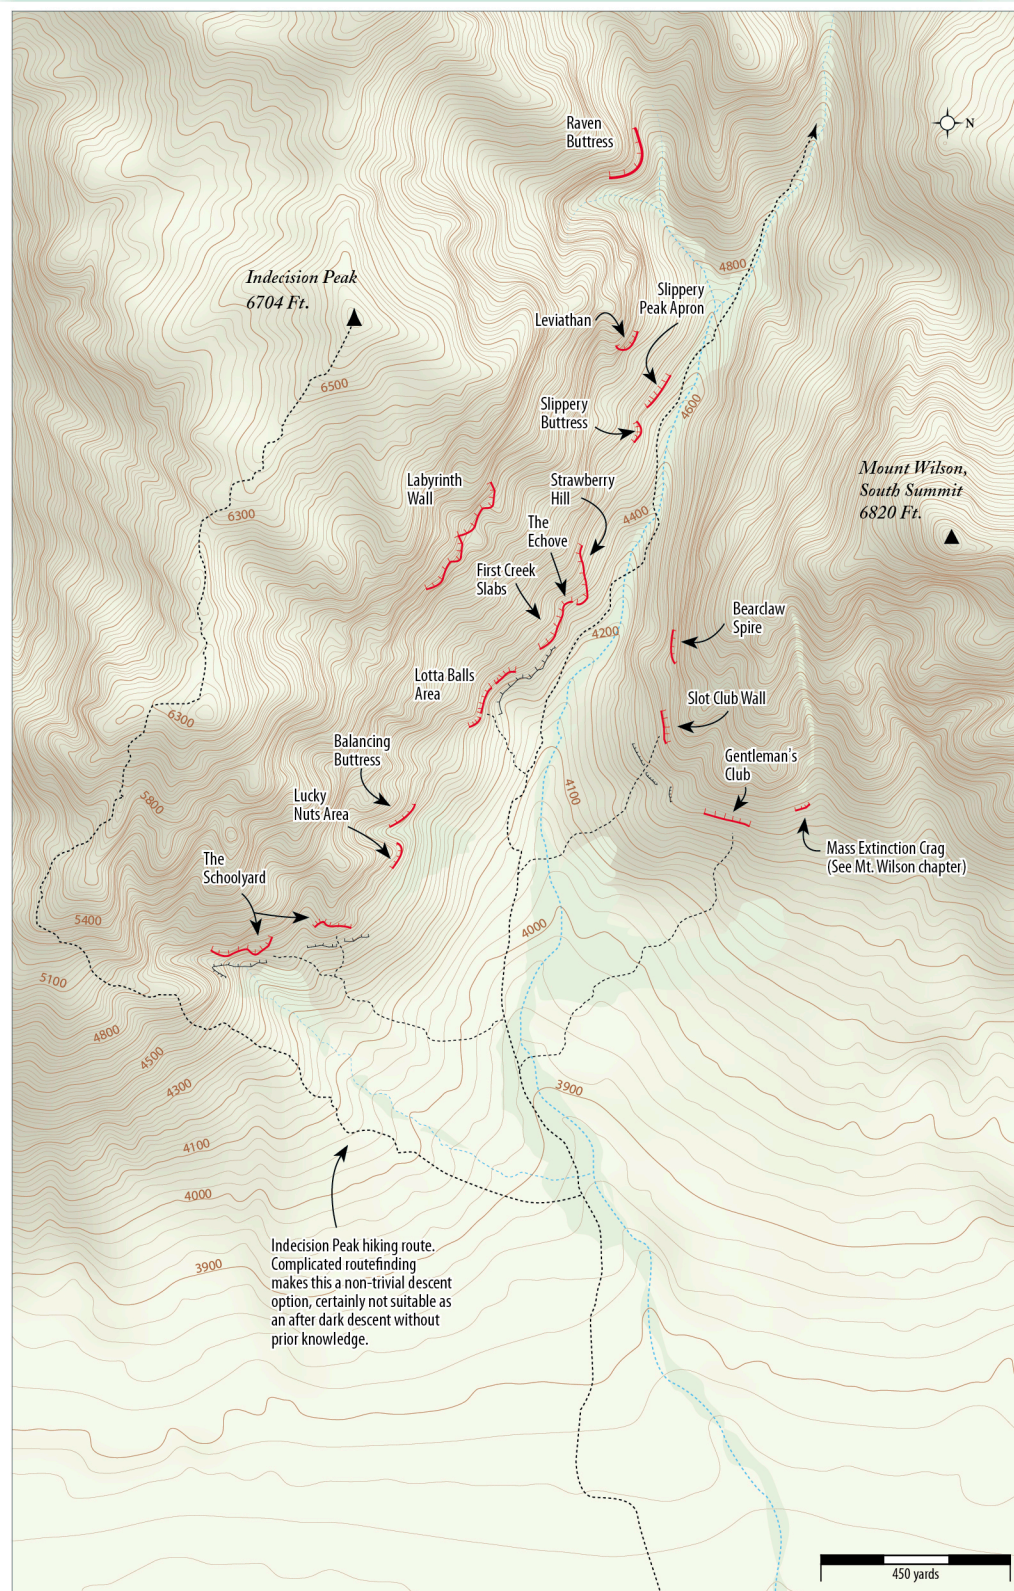 Raven
Buttress
N
4800
Indecision Peak
6704 Ft.
Slippery
Peak Apron
Leviathan
6500
Slippery
Buttress
4600
Mount Wilson,
South Summit
6820 Ft.
Labyrinth
Wall
Strawberry
Hill
6300
4400
The
Echove
First Creek
Slabs
Bearclaw
Spire
4200
Lotta Balls
Area
Slot Club Wall
6300
Balancing
Buttress
Gentleman's
Club
5800
4100
Lucky
Nuts Area
Mass Extinction Crag
(See Mt. Wilson chapter)
The
Schoolyard
5400
4000
5100
4800
4500
4300
3900
4100
4000
3900
Indecision Peak hiking route.
Complicated routefinding
makes this a non-trivial descent
option, certainly not suitable as
an after dark descent without
prior knowledge.
450 yards